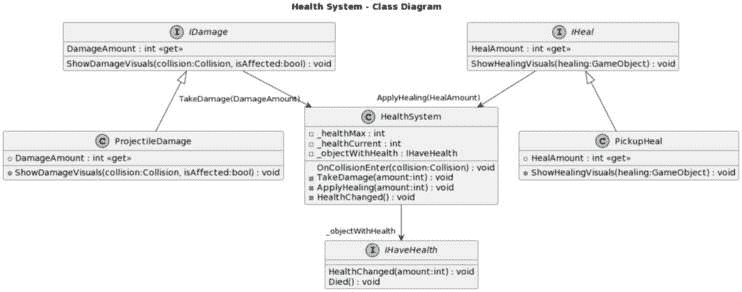 Health System - Class Diagram
I IDamage
DamageAmount : int «get»
ShowDamageVisuals(collision:Collision, isAffected:bool) : void
I IHeal
HealAmount : int «get»
ShowHealingVisuals(healing:GameObject) : void
TakeDamage(DamageAmount)
ApplyHealing(HealAmount)
C ProjectileDamage
DamageAmount : int «get»
ShowDamageVisuals(collision:Collision, isAffected:bool) : void
C HealthSystem
_healthMax : int
_healthCurrent : int
_objectWithHealth : IHaveHealth
OnCollisionEnter(collision:Collision) : void
TakeDamage(amount:int) : void
ApplyHealing(amount:int) : void
HealthChanged() : void
C PickupHeal
HealAmount : int «get»
ShowHealingVisuals(healing:GameObject) : void
_objectWithHealth
I IHaveHealth
HealthChanged(amount:int) : void
Died() : void